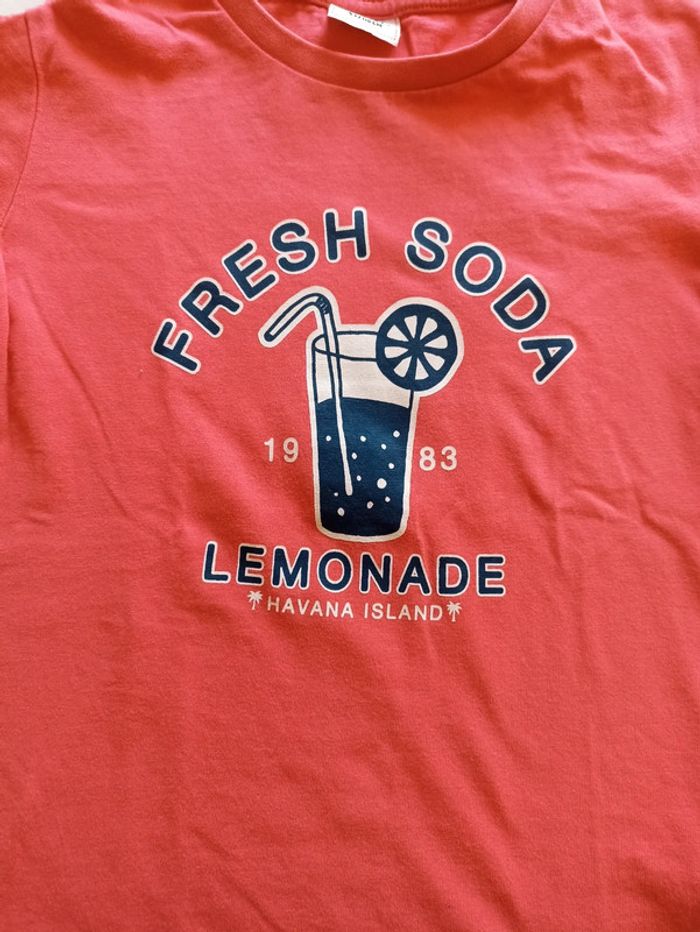 FRESH SODA
19 83
LEMONADE
HAVANA ISLAND